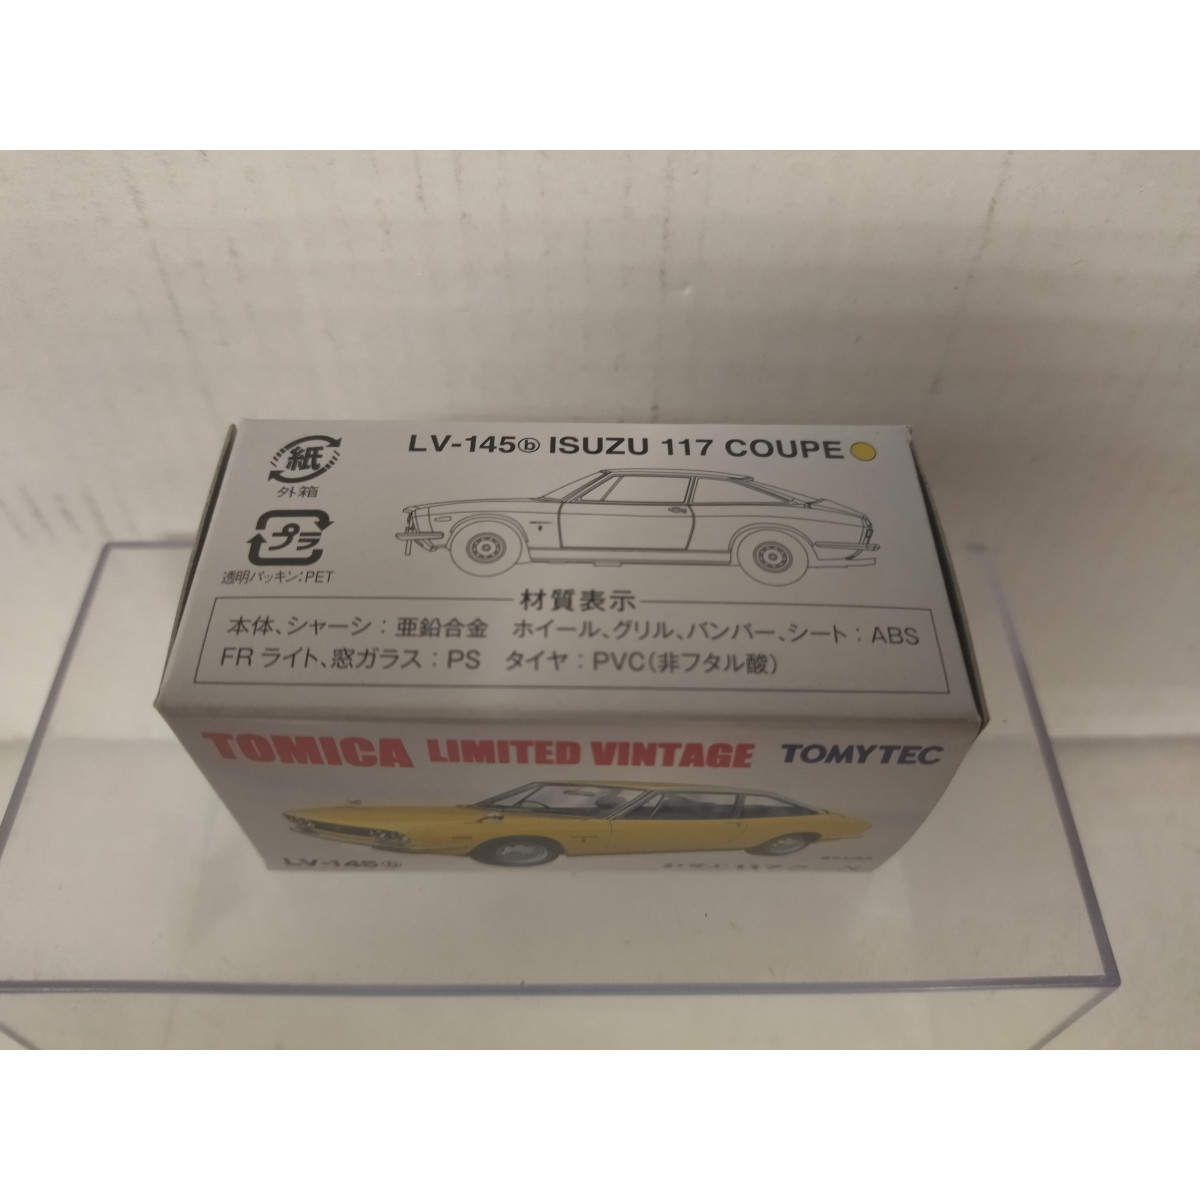 LV-145ⓑ ISUZU 117 COUPE
紙
外箱
プラ
透明パッキン:PET
材質表示
本体、シャーシ:亜鉛合金 ホイール、グリル、バンパー、シート:ABS
FR ライト、窓ガラス:PS タイヤ:PVC(非フタル酸)
TOMICA LIMITED VINTAGE TOMYTEC
LV-145ⓑ